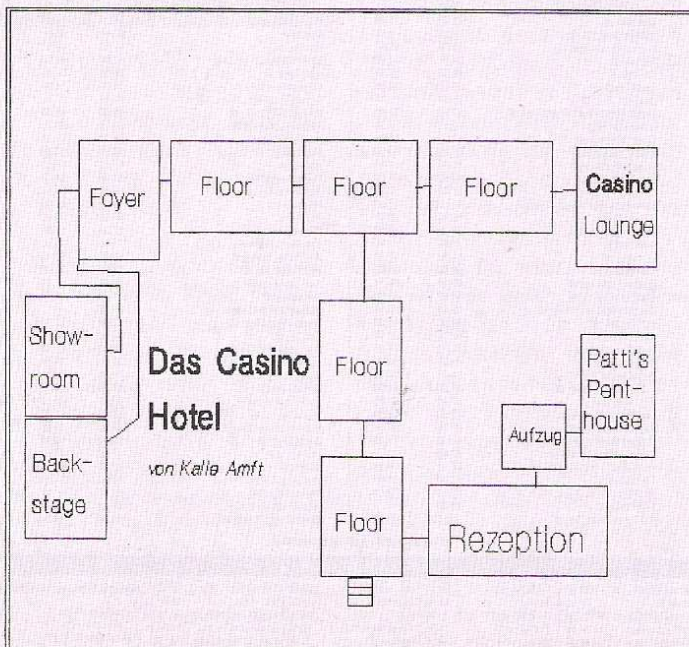 Foyer
Floor
Floor
Floor
Casino
Lounge
Show-
room
Das Casino
Hotel
von Kalle Amft
Floor
Patti's
Pent-
house
Aufzug
Back-
stage
Floor
Rezeption